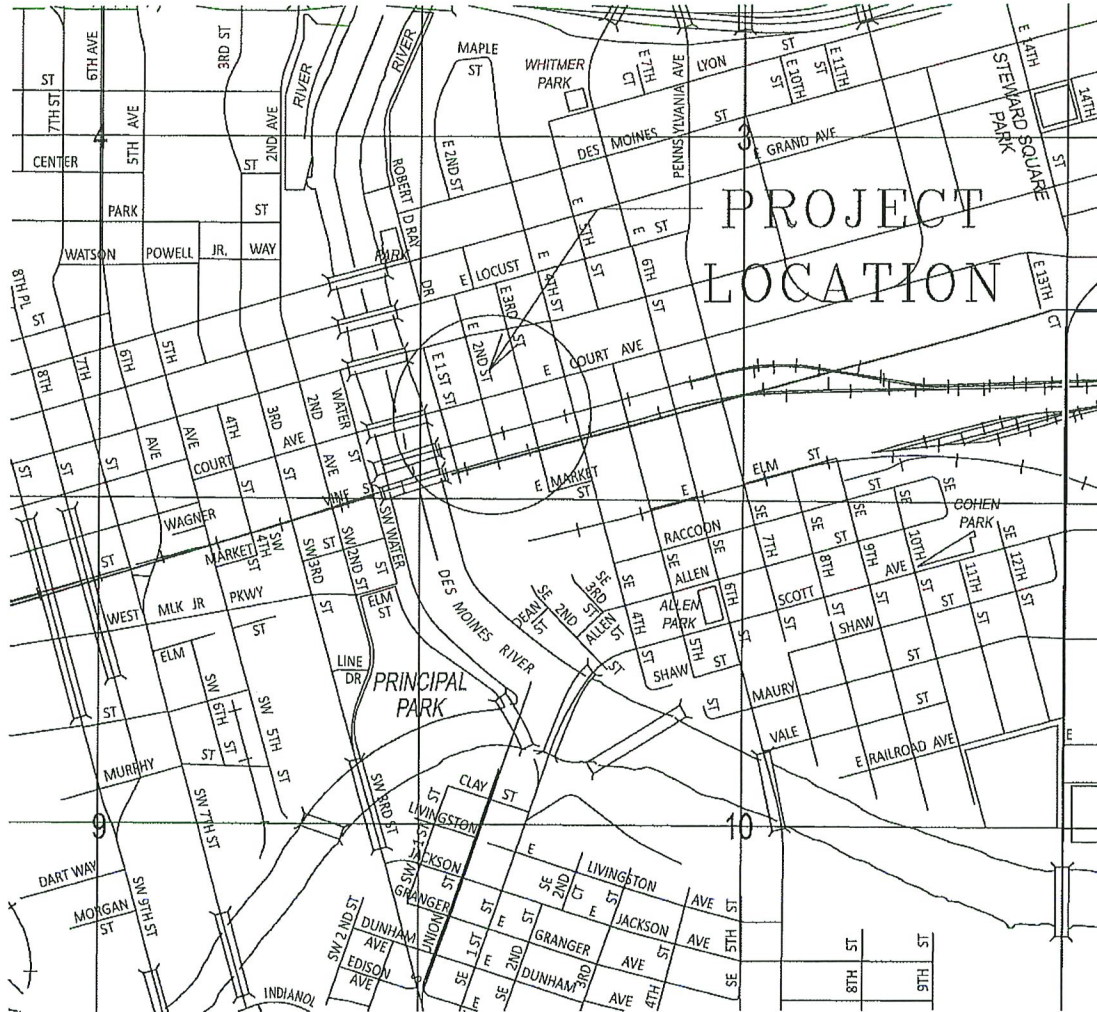 6TH AVE
3RD ST
RIVER
RIVER
MAPLE ST
WHITMER PARK
E 7TH CT
PENNSYLVANIA AVE
LYON ST
E 10TH ST
E 11TH ST
E 14TH ST
STEWARD SQUARE PARK
14TH
ST
7TH ST
5TH AVE
2ND AVE
4
3
CENTER ST
E 2ND ST
DES MOINES ST
E GRAND AVE
ROBERT D RAY DR
PARK ST
PARK
WATSON POWELL JR. WAY
E 5TH ST
E ST
6TH ST
PROJECT
LOCATION
E LOCUST
E 4TH ST
E 3RD ST
E 2ND ST
E 1 ST ST
E COURT AVE
E 13TH CT
8TH PL
ST
8TH
7TH
6TH
5TH
4TH
3RD
2ND
WATER ST
AVE
AVE
AVE
AVE
ST
ST
ST
COURT
ST
ST
VINE ST
WAGNER
MARKET ST
SW 4TH ST
SW 3RD ST
SW 2ND ST
SW WATER ST
E MARKET ST
E ELM ST
RACCOON
SE 7TH ST
SE 8TH ST
SE 9TH ST
SE 10TH ST
SE 11TH ST
SE 12TH ST
COHEN PARK
ST
WEST MLK JR PKWY
ELM ST
DES MOINES RIVER
DEAN ST
SE 2ND
SE 3RD ST
ALLEN ST
SE 4TH ST
SE 5TH
ALLEN
SE 6TH ST
ALLEN PARK
SCOTT AVE
SHAW ST
SHAW ST
ELM ST
LINE DR
PRINCIPAL PARK
SW 6TH ST
SW 5TH ST
MAURY ST
VALE ST
E RAILROAD AVE
E
MURPHY ST
SW 7TH ST
SW 3RD ST
CLAY ST
LIVINGSTON
SW 1 ST ST
9
10
DART WAY
MORGAN ST
SW 9TH ST
JACKSON
GRANGER
UNION ST
E LIVINGSTON AVE
SE 2ND CT
ST
E JACKSON AVE
E GRANGER AVE
E DUNHAM AVE
SE 1 ST ST
SE 2ND ST
3RD
4TH ST
SE 5TH ST
SW 2 ND ST
DUNHAM AVE
EDISON AVE
INDIANOL
8TH ST
9TH ST